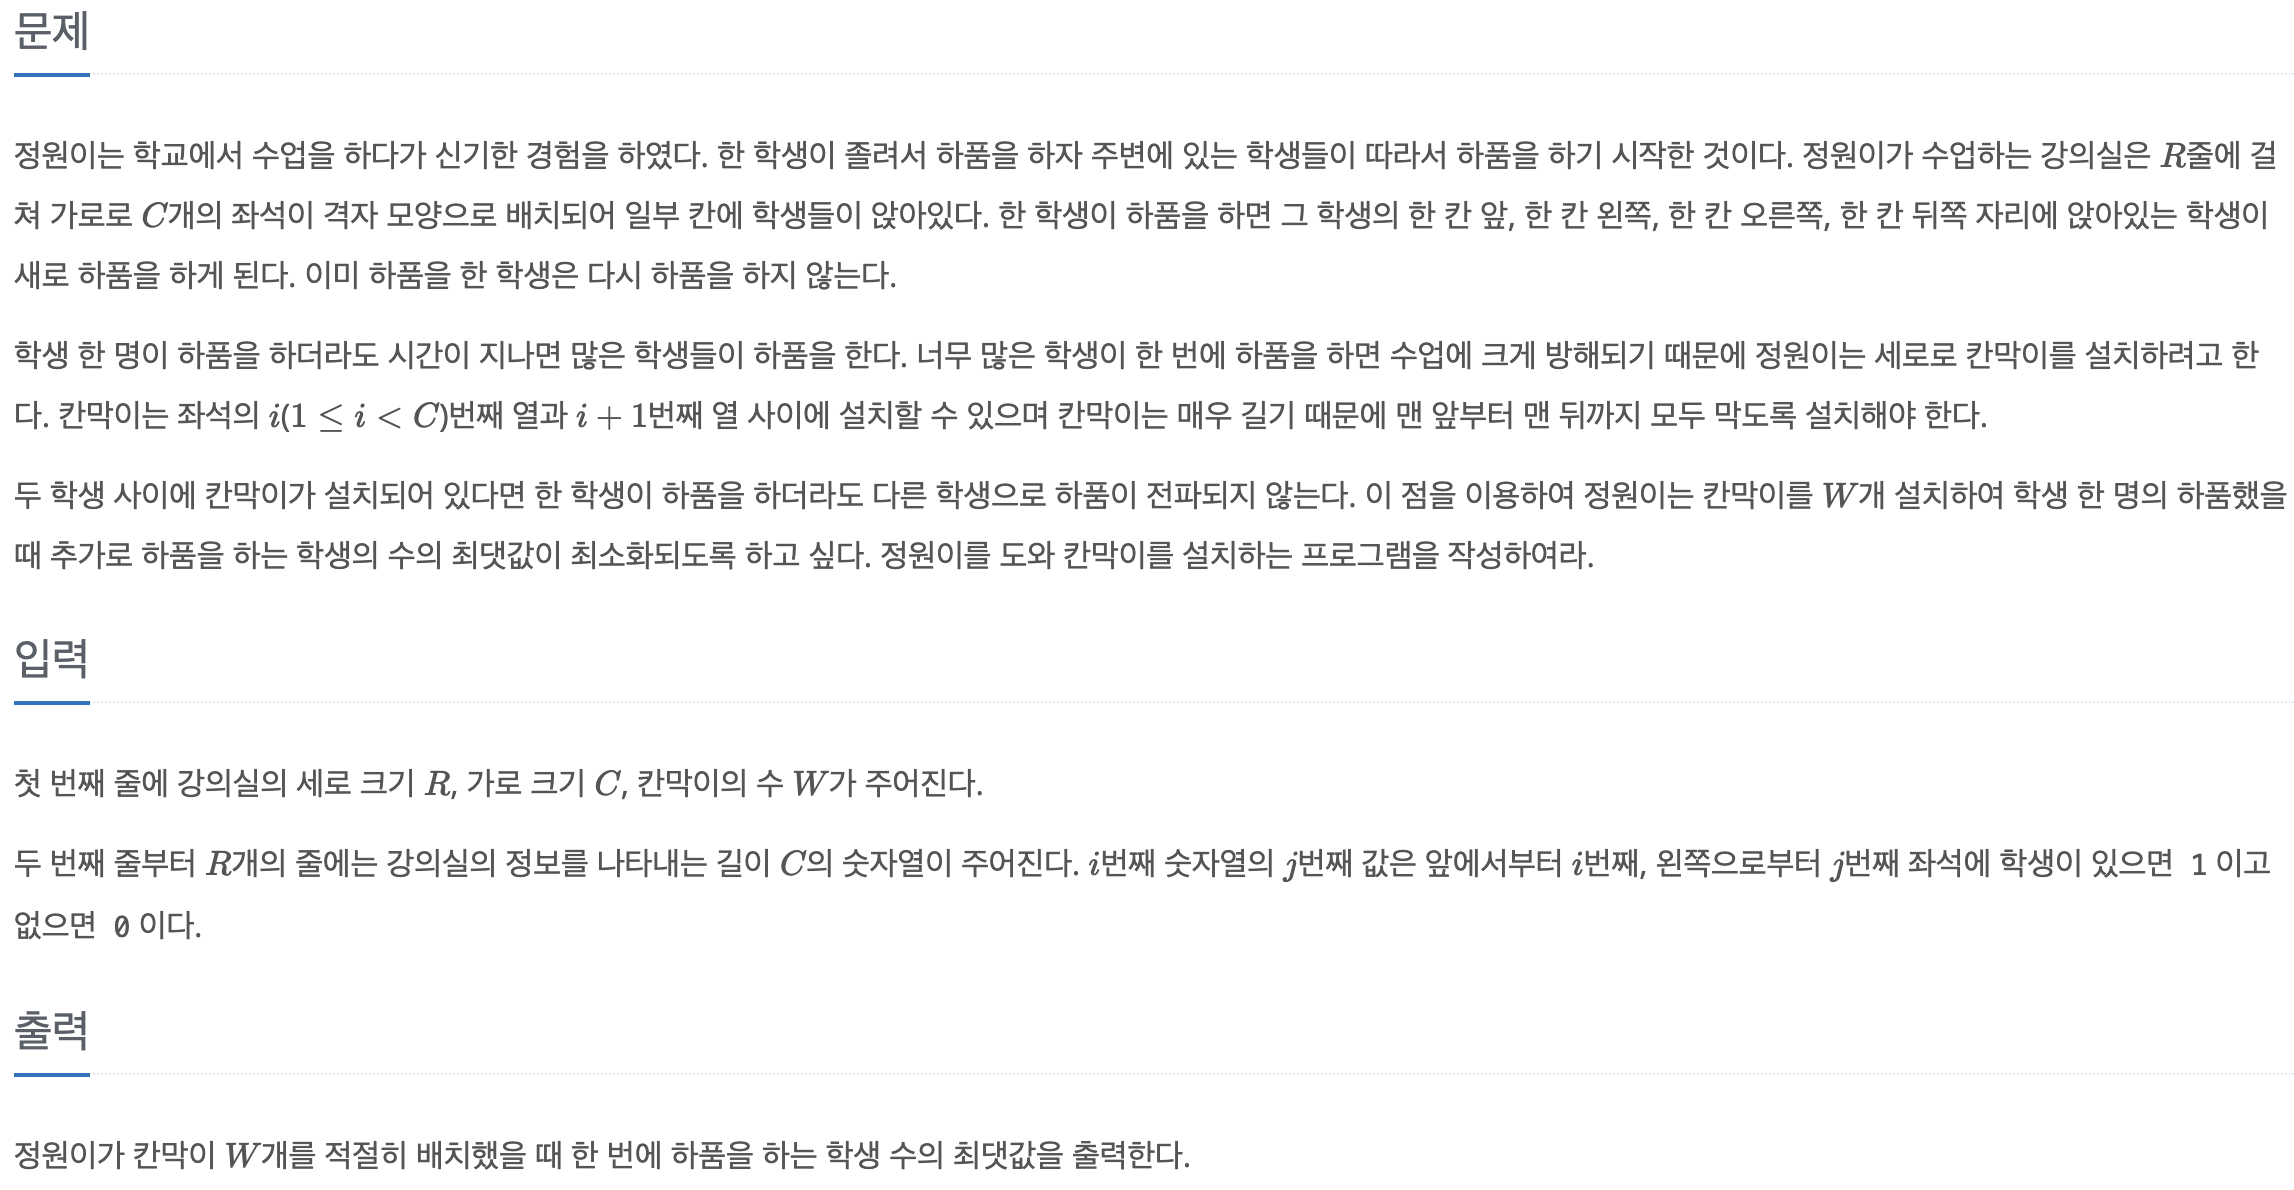 문제
정원이는 학교에서 수업을 하다가 신기한 경험을 하였다. 한 학생이 졸려서 하품을 하자 주변에 있는 학생들이 따라서 하품을 하기 시작한 것이다. 정원이가 수업하는 강의실은 R줄에 걸
쳐 가로로 C개의 좌석이 격자 모양으로 배치되어 일부 칸에 학생들이 앉아있다. 한 학생이 하품을 하면 그 학생의 한 칸 앞, 한 칸 왼쪽, 한 칸 오른쪽, 한 칸 뒤쪽 자리에 앉아있는 학생이
새로 하품을 하게 된다. 이미 하품을 한 학생은 다시 하품을 하지 않는다.
학생 한 명이 하품을 하더라도 시간이 지나면 많은 학생들이 하품을 한다. 너무 많은 학생이 한 번에 하품을 하면 수업에 크게 방해되기 때문에 정원이는 세로로 칸막이를 설치하려고 한
다. 칸막이는 좌석의 i(1 ≤ i < C)번째 열과 i + 1번째 열 사이에 설치할 수 있으며 칸막이는 매우 길기 때문에 맨 앞부터 맨 뒤까지 모두 막도록 설치해야 한다.
두 학생 사이에 칸막이가 설치되어 있다면 한 학생이 하품을 하더라도 다른 학생으로 하품이 전파되지 않는다. 이 점을 이용하여 정원이는 칸막이를 W개 설치하여 학생 한 명의 하품했을
때 추가로 하품을 하는 학생의 수의 최댓값이 최소화되도록 하고 싶다. 정원이를 도와 칸막이를 설치하는 프로그램을 작성하여라.
입력
첫 번째 줄에 강의실의 세로 크기 R, 가로 크기 C, 칸막이의 수 W가 주어진다.
두 번째 줄부터 R개의 줄에는 강의실의 정보를 나타내는 길이 C의 숫자열이 주어진다. i번째 숫자열의 j번째 값은 앞에서부터 i번째, 왼쪽으로부터 j번째 좌석에 학생이 있으면 1 이고
없으면 0 이다.
출력
정원이가 칸막이 W개를 적절히 배치했을 때 한 번에 하품을 하는 학생 수의 최댓값을 출력한다.